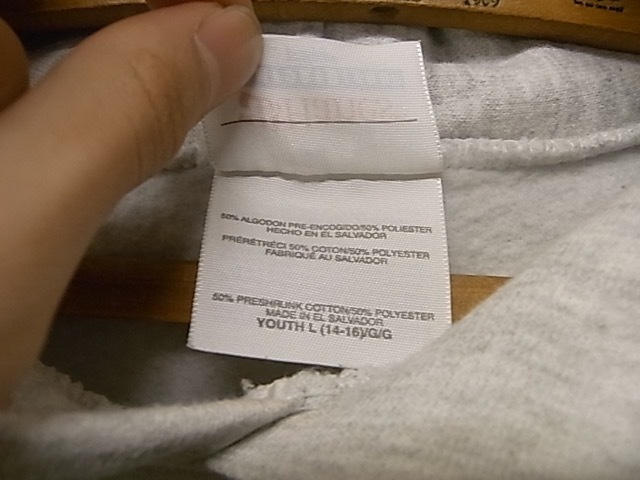 50% ALGODON PRE-ENCOGIDO/50% POLIESTER
HECHO EN EL SALVADOR
PRÉRÉTRÉCI 50% COTON/50% POLYESTER
FABRIQUÉ AU SALVADOR
50% PRESHRUNK COTTON/50% POLYESTER
MADE IN EL SALVADOR
YOUTH L (14-16)/G/G